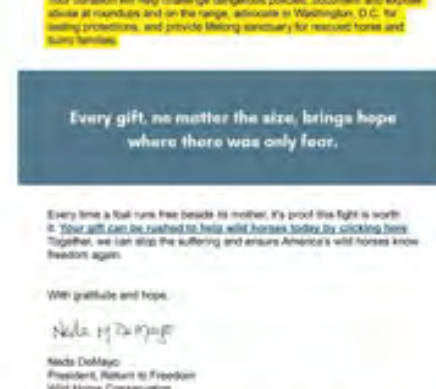 Your donation will help challenge dangerous policies, document and expose
abuse at roundups and on the range, advocate in Washington, D.C. for
lasting protections, and provide lifelong sanctuary for rescued horse and
burro families.
Every gift, no matter the size, brings hope
where there was only fear.
Every time a foal runs free beside its mother, it's proof this fight is worth
it. Your gift can be rushed to help wild horses today by clicking here.
Together, we can stop the suffering and ensure America's wild horses know
freedom again.
With gratitude and hope,
Neda DeMayo
Neda DeMayo
President, Return to Freedom
Wild Horse Conservation